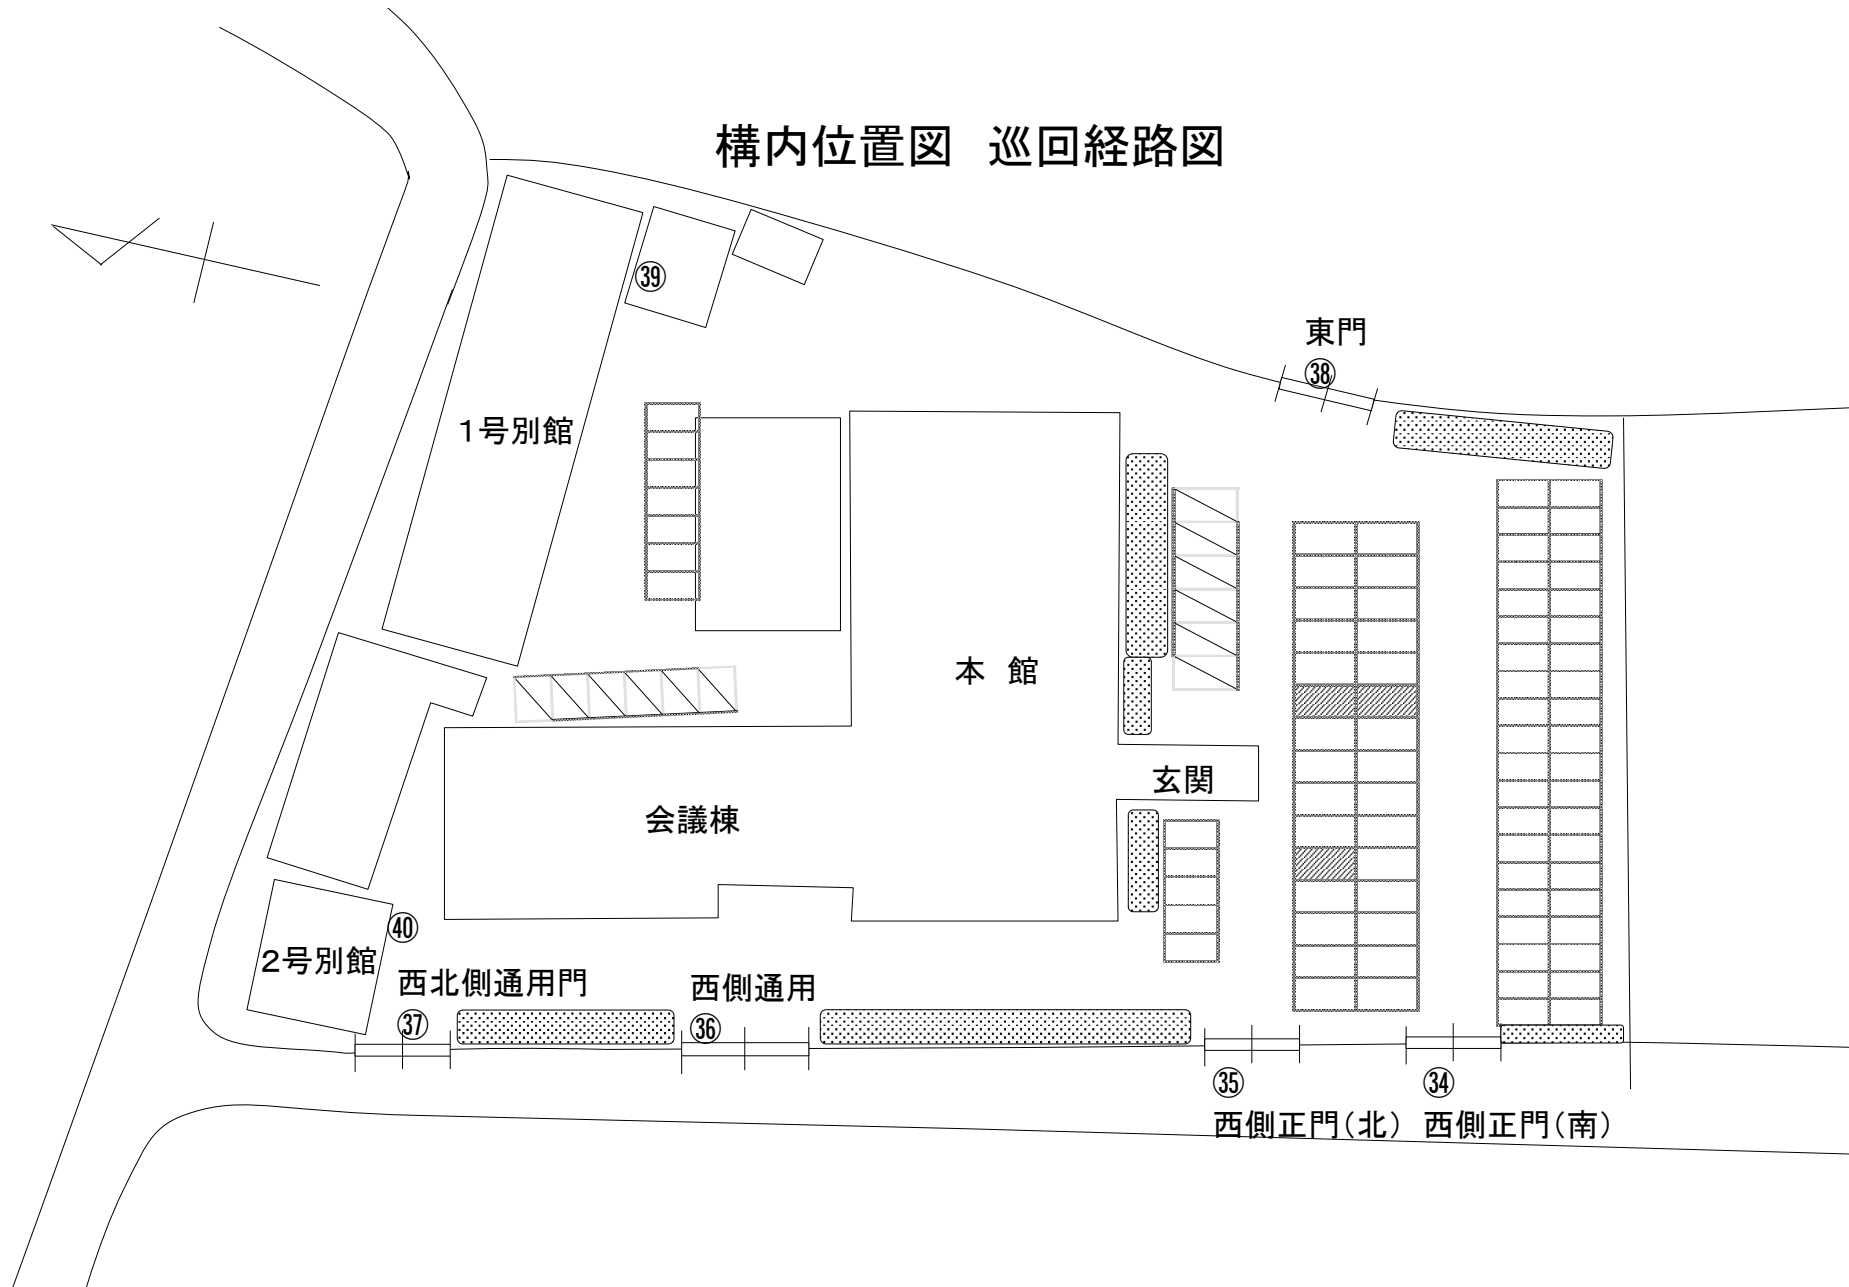 構内位置図　巡回経路図
㊴
東門
㊳
1号別館
本　館
玄関
会議棟
㊵
2号別館
西北側通用門
㊲
西側通用
㊱
㉟
西側正門（北）
㉞
西側正門（南）